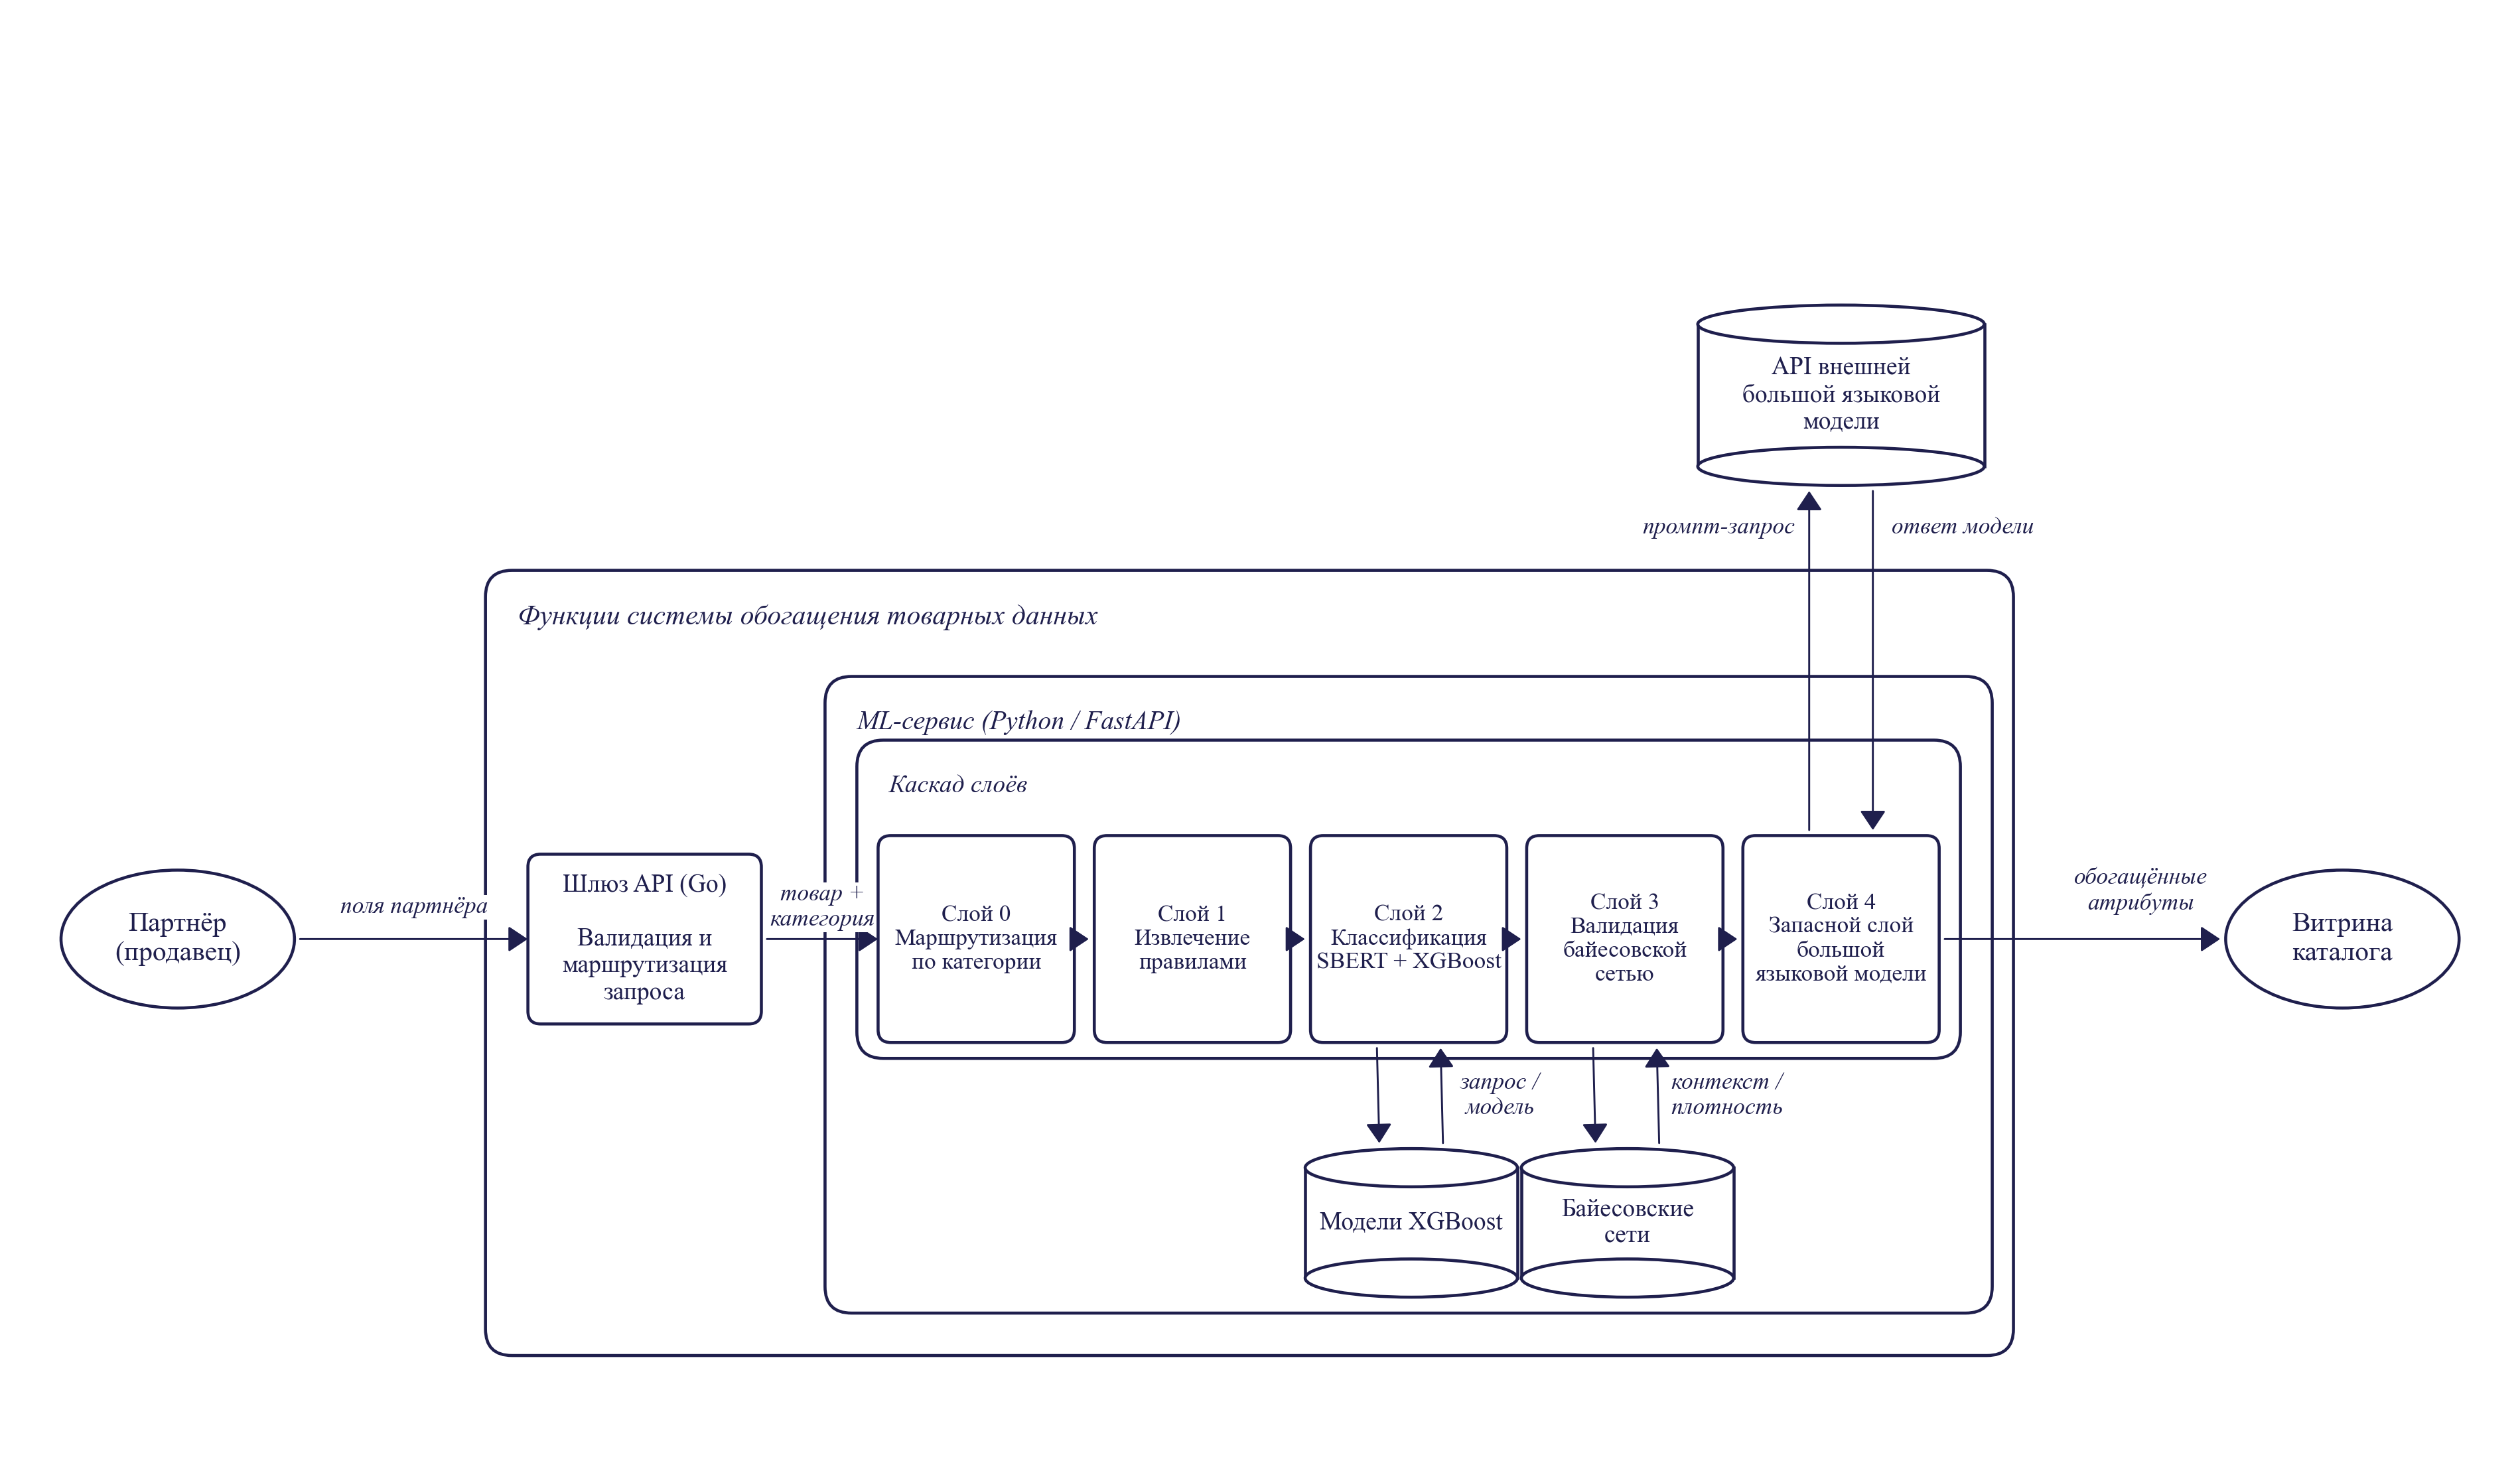 API внешней
большой языковой
модели
промпт-запрос
ответ модели
Функции системы обогащения товарных данных
ML-сервис (Python / FastAPI)
Каскад слоёв
Партнёр
(продавец)
поля партнёра
Шлюз API (Go)
Валидация и
маршрутизация
запроса
товар +
категория
Слой 0
Маршрутизация
по категории
Слой 1
Извлечение
правилами
Слой 2
Классификация
SBERT + XGBoost
Слой 3
Валидация
байесовской
сетью
Слой 4
Запасной слой
большой
языковой модели
обогащённые
атрибуты
Витрина
каталога
запрос /
модель
контекст /
плотность
Модели XGBoost
Байесовские
сети